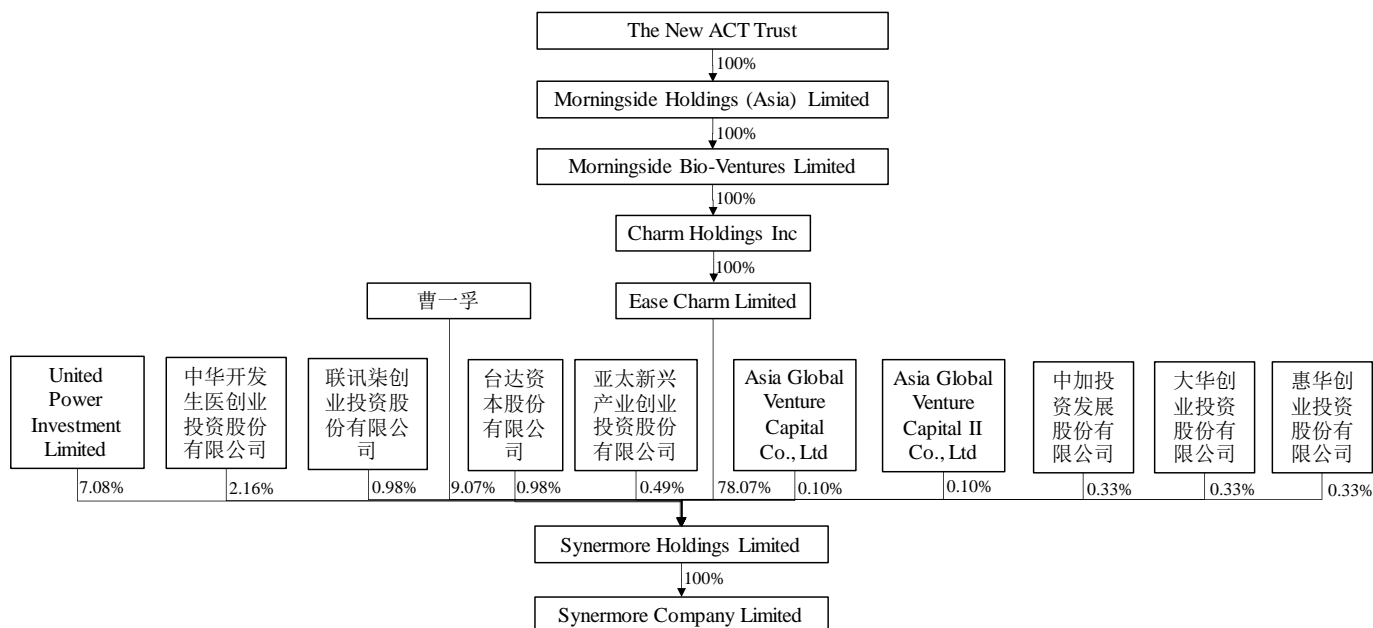 The New ACT Trust
100%
Morningside Holdings (Asia) Limited
100%
Morningside Bio-Ventures Limited
100%
Charm Holdings Inc
100%
曹一孚
Ease Charm Limited
United
Power
Investment
Limited
中华开发
生医创业
投资股份
有限公司
联讯柒创
业投资股
份有限公
司
台达资
本股份
有限公
司
亚太新兴
产业创业
投资股份
有限公司
Asia Global
Venture
Capital
Co., Ltd
Asia Global
Venture
Capital II
Co., Ltd
中加投
资发展
股份有
限公司
大华创
业投资
股份有
限公司
惠华创
业投资
股份有
限公司
7.08%
2.16%
0.98%
9.07%
0.98%
0.49%
78.07%
0.10%
0.10%
0.33%
0.33%
0.33%
Synermore Holdings Limited
100%
Synermore Company Limited